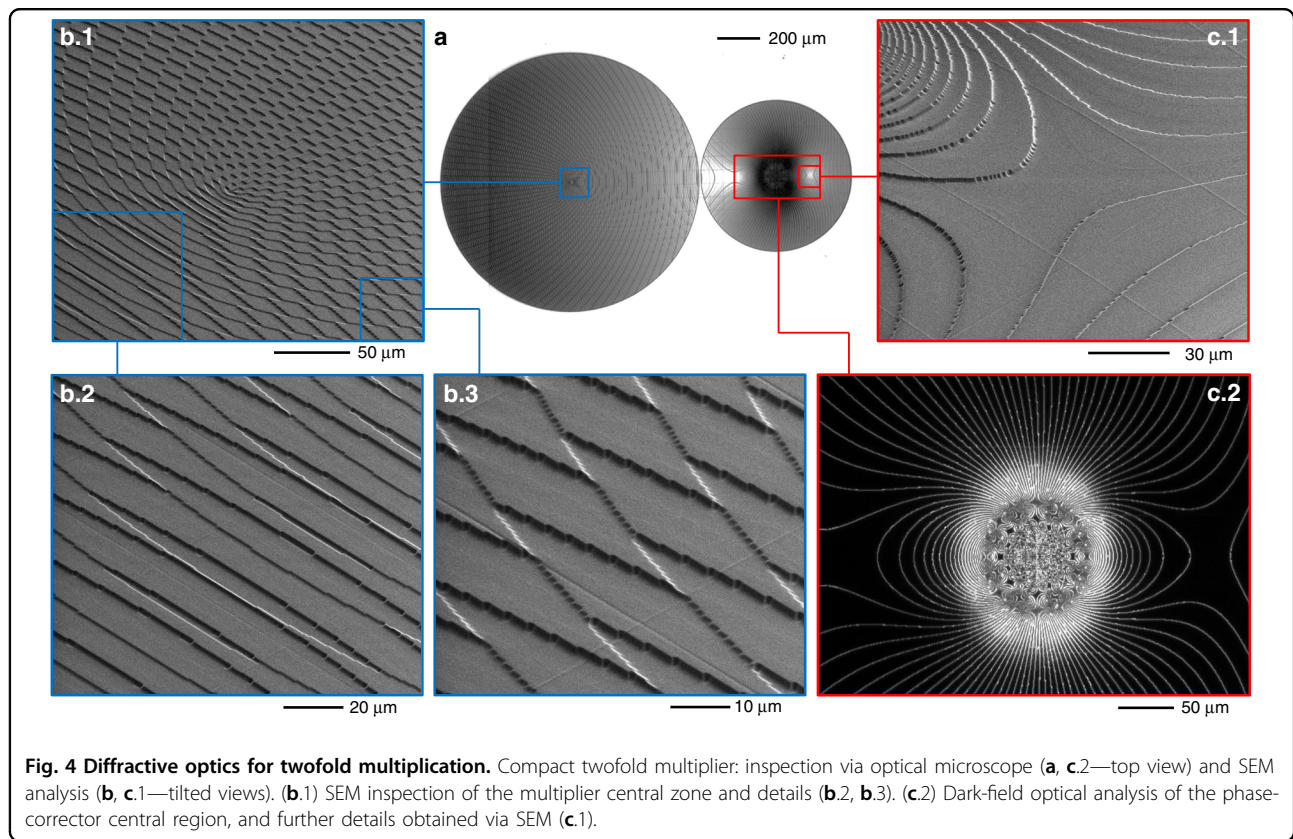 b.1
a
200 μm
c.1
50 μm
30 μm
b.2
b.3
c.2
20 μm
10 μm
50 μm
Fig. 4 Diffractive optics for twofold multiplication. Compact twofold multiplier: inspection via optical microscope (a, c.2—top view) and SEM
analysis (b, c.1—tilted views). (b.1) SEM inspection of the multiplier central zone and details (b.2, b.3). (c.2) Dark-field optical analysis of the phase-
corrector central region, and further details obtained via SEM (c.1).